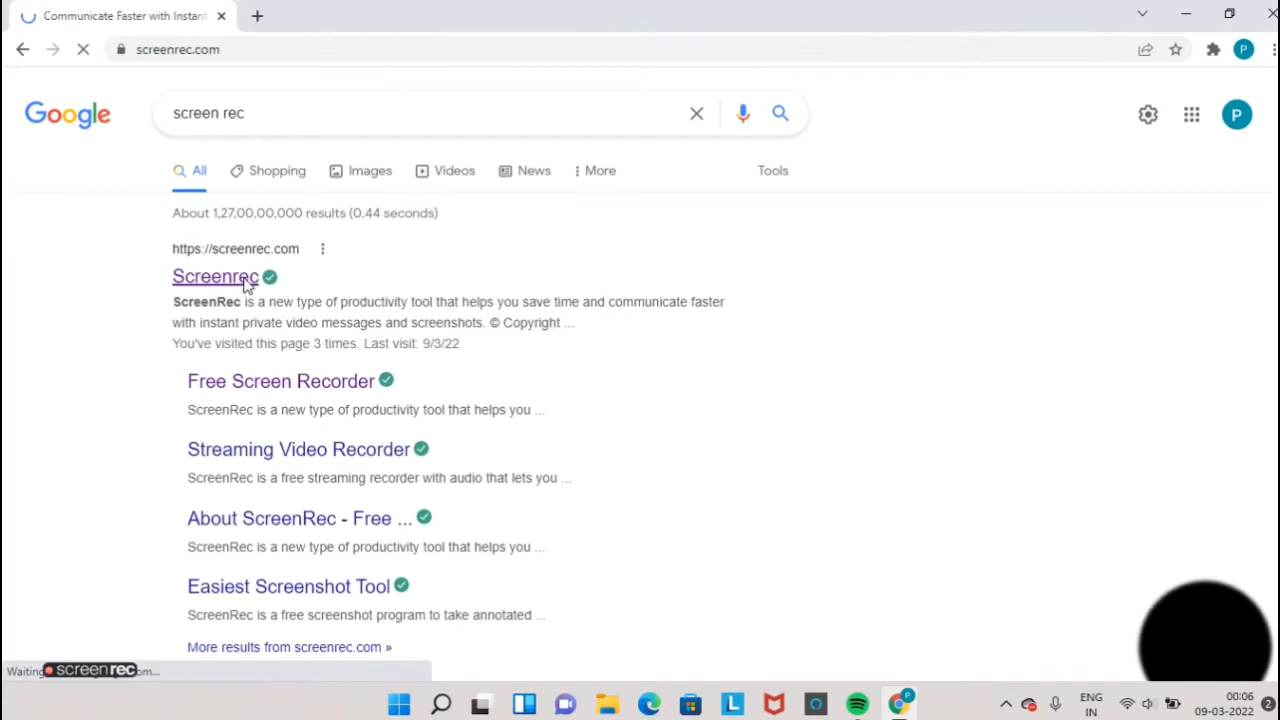 Communicate Faster with Instan
screenrec.com
P
Google
screen rec
P
All
Shopping
Images
Videos
News
More
Tools
About 1,27,00,00,000 results (0.44 seconds)
https://screenrec.com
Screenrec
ScreenRec is a new type of productivity tool that helps you save time and communicate faster
with instant private video messages and screenshots. © Copyright ...
You've visited this page 3 times. Last visit: 9/3/22
Free Screen Recorder
ScreenRec is a new type of productivity tool that helps you ...
Streaming Video Recorder
ScreenRec is a free streaming recorder with audio that lets you ...
About ScreenRec - Free ...
ScreenRec is a new type of productivity tool that helps you ...
Easiest Screenshot Tool
ScreenRec is a free screenshot program to take annotated ...
More results from screenrec.com »
Waiting screenrec om...
L
P
ENG
IN
00:06
09-03-2022
2